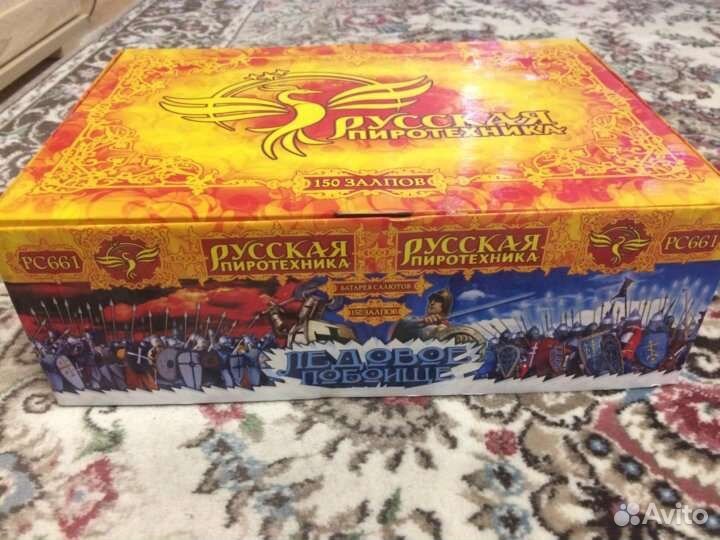 РУССКАЯ
ПИРОТЕХНИКА
150 ЗАЛПОВ
РС661
РУССКАЯ
ПИРОТЕХНИКА
РУССКАЯ
ПИРОТЕХНИКА
РС661
БАТАРЕЯ САЛЮТОВ
150 ЗАЛПОВ
ЛЕДОВОЕ
ПОБОИЩЕ
Avito